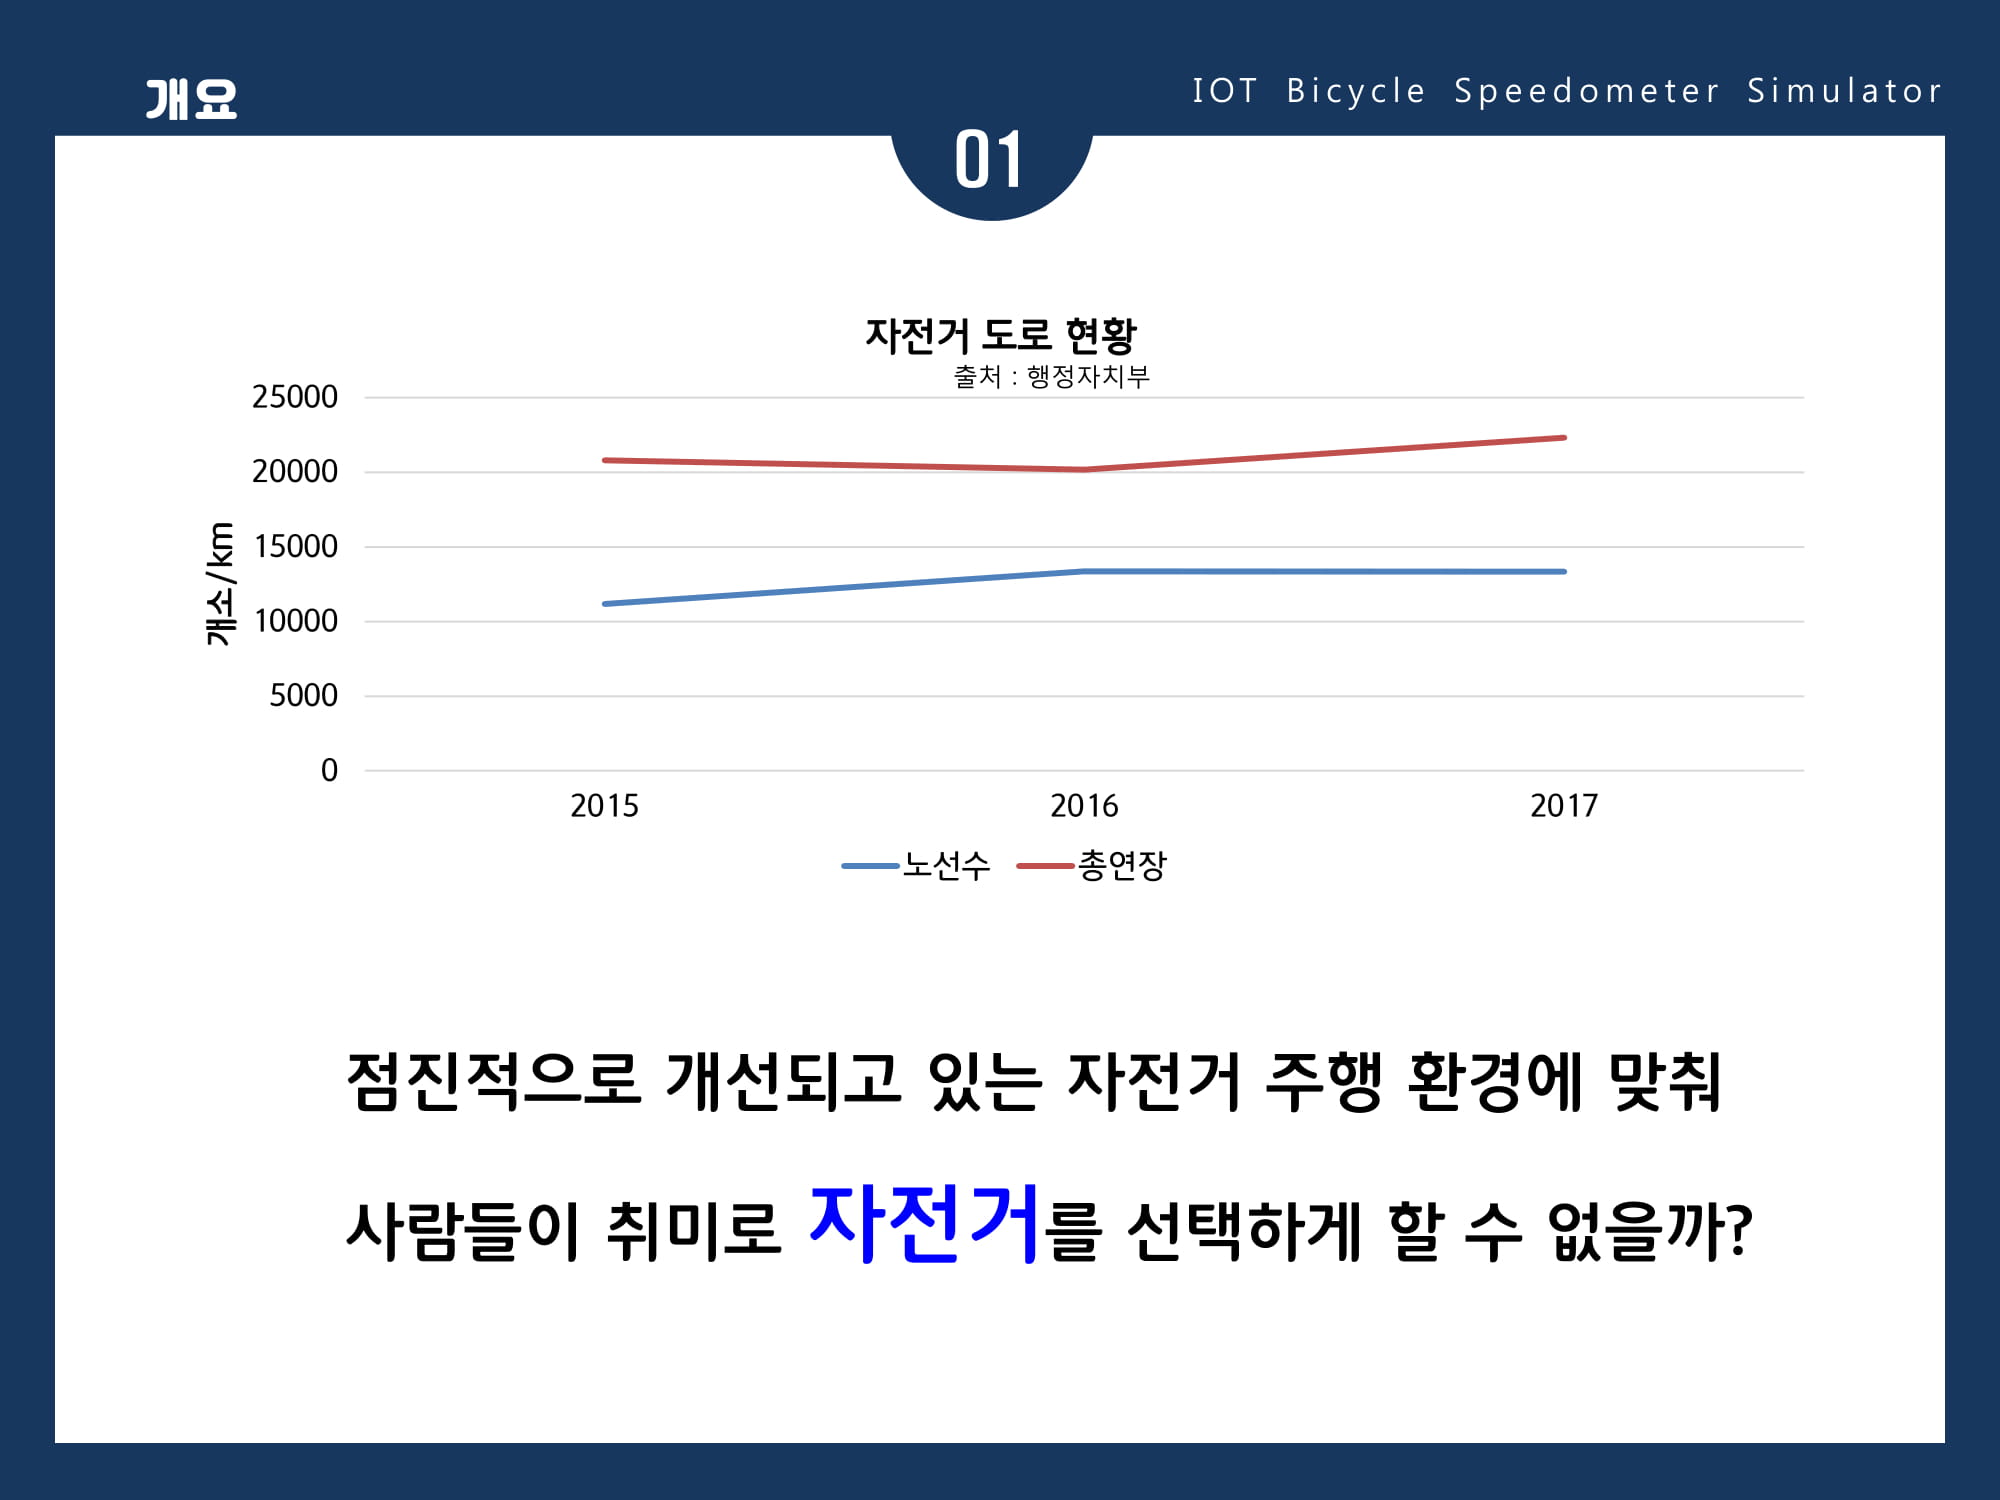 개요
IOT Bicycle Speedometer Simulator
01
자전거 도로 현황
출처 : 행정자치부
개소/km
25000
20000
15000
10000
5000
0
2015 2016 2017
노선수 총연장
점진적으로 개선되고 있는 자전거 주행 환경에 맞춰
사람들이 취미로 자전거를 선택하게 할 수 없을까?